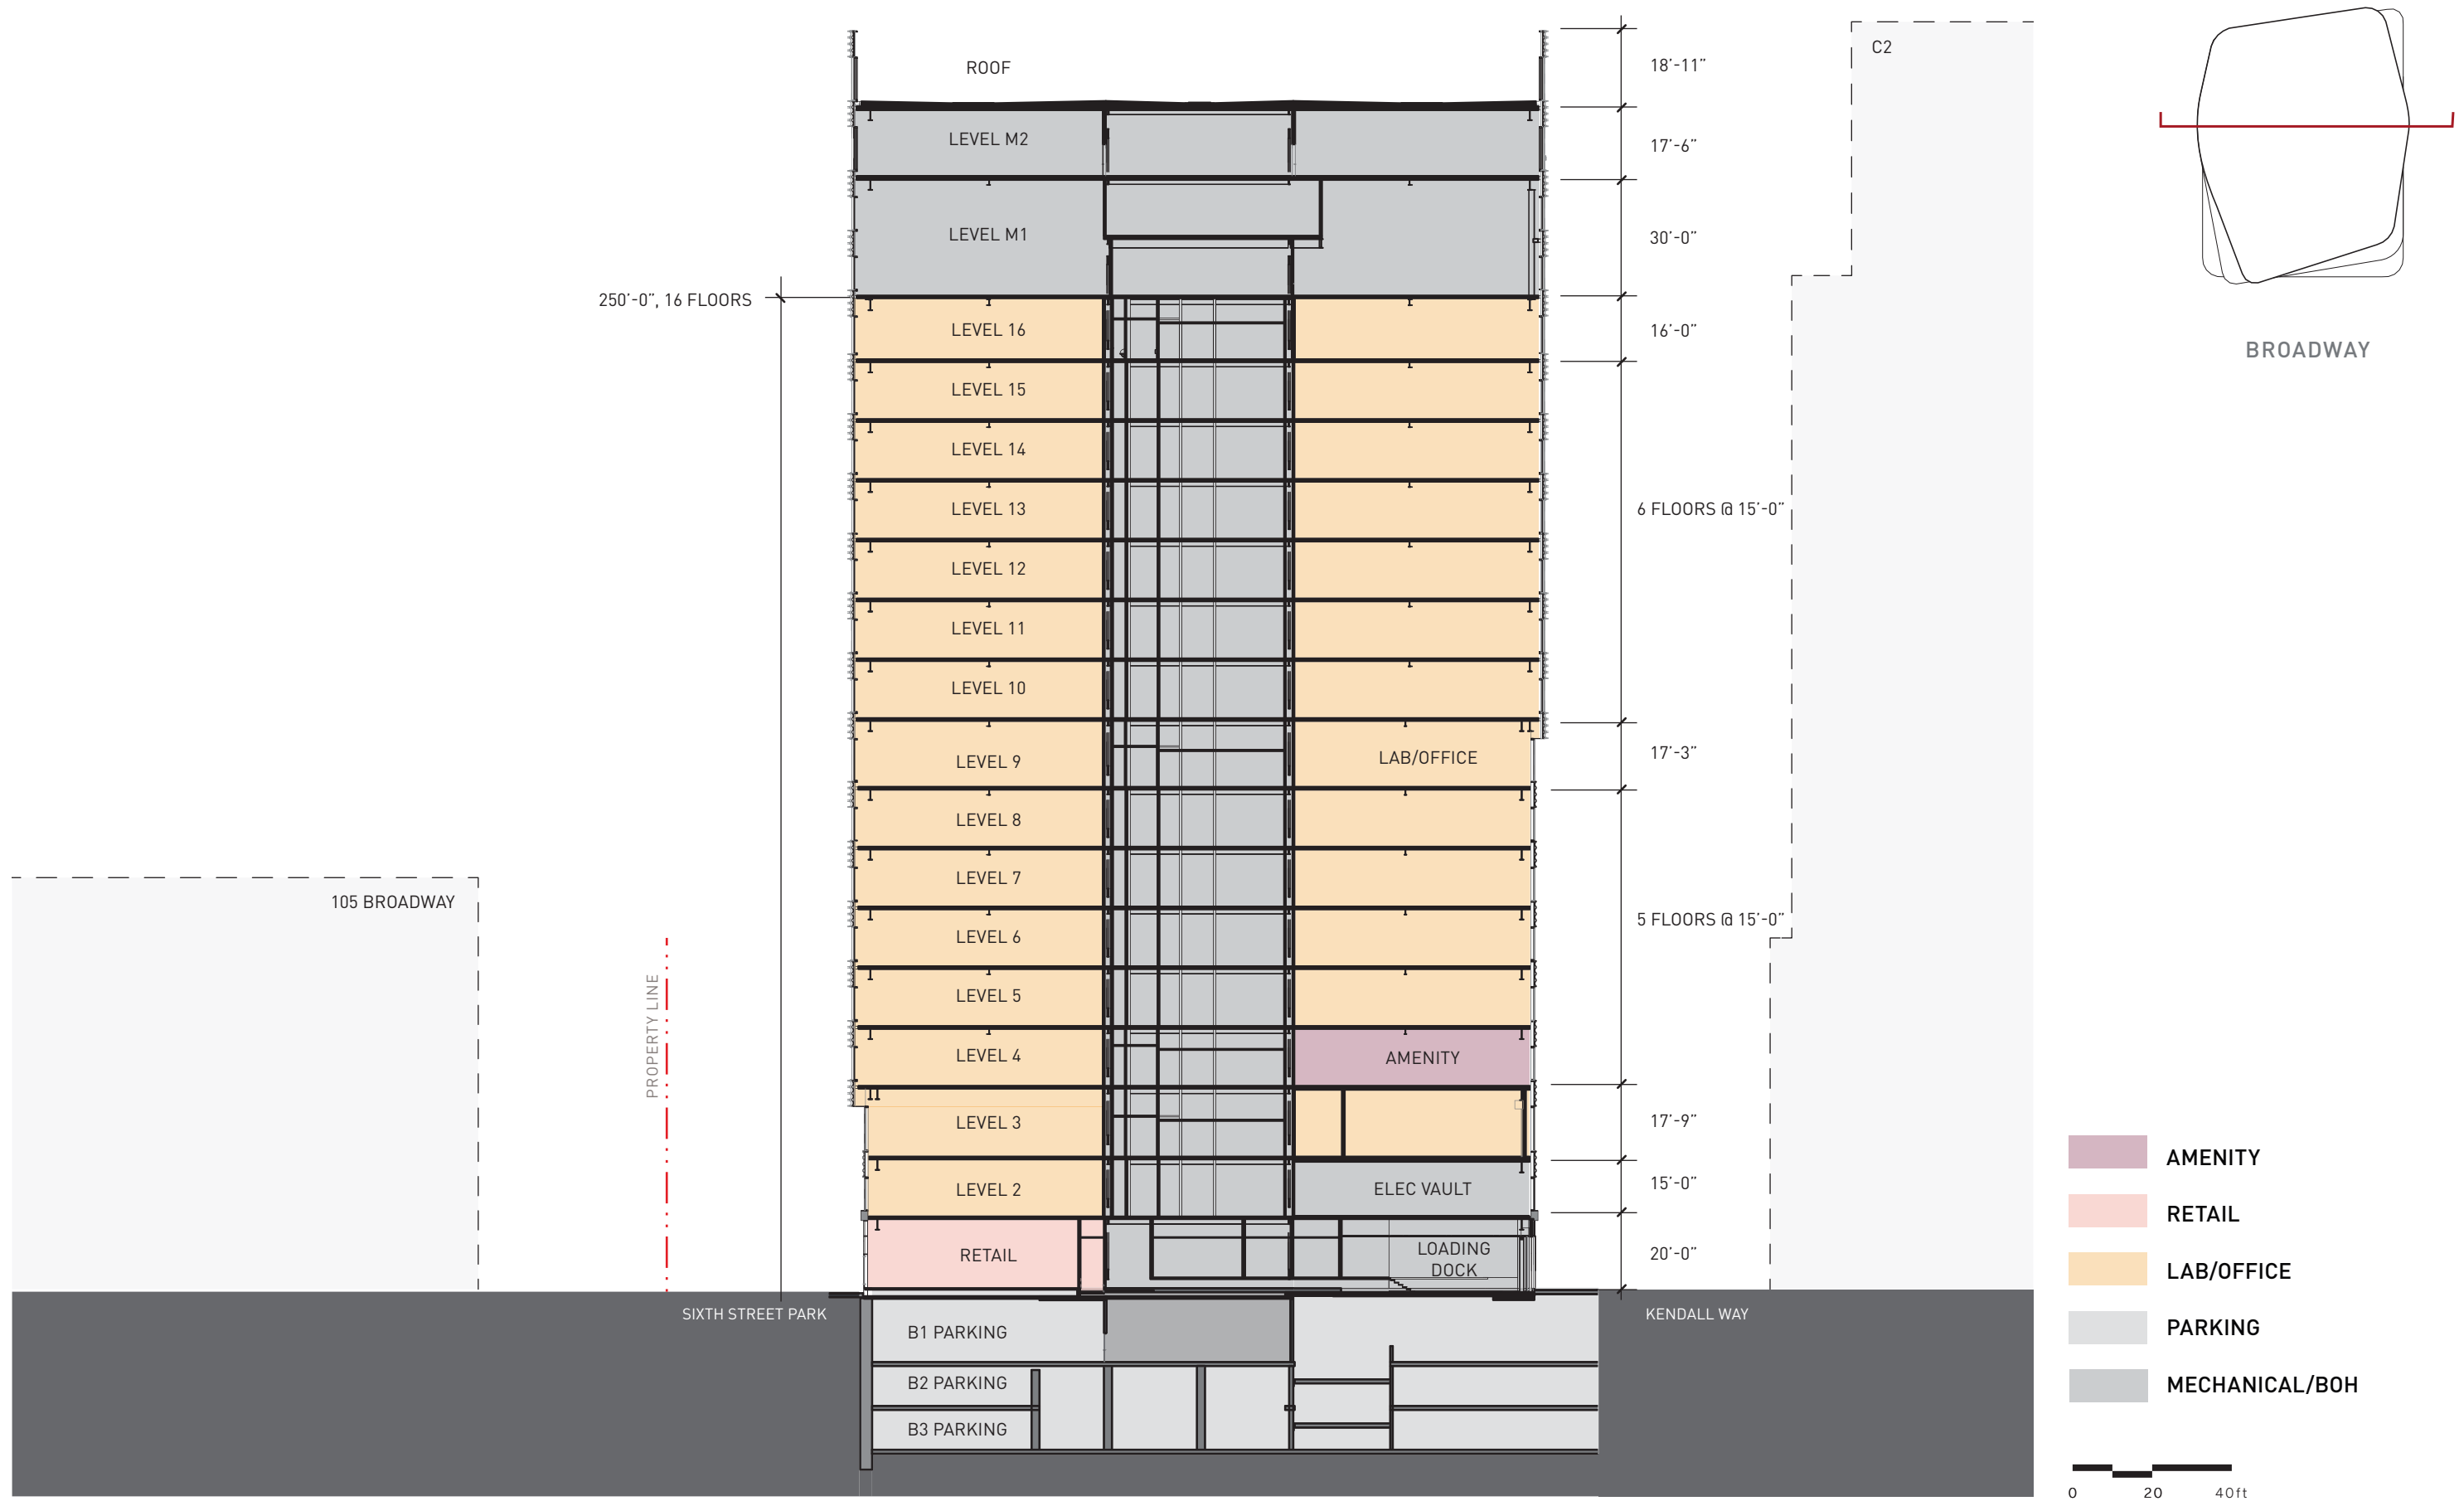 ROOF
18'-11"
C2
LEVEL M2
17'-6"
LEVEL M1
30'-0"
250'-0", 16 FLOORS
LEVEL 16
16'-0"
BROADWAY
LEVEL 15
LEVEL 14
LEVEL 13
6 FLOORS @ 15'-0"
LEVEL 12
LEVEL 11
LEVEL 10
LEVEL 9
LAB/OFFICE
17'-3"
LEVEL 8
LEVEL 7
105 BROADWAY
LEVEL 6
5 FLOORS @ 15'-0"
LEVEL 5
PROPERTY LINE
LEVEL 4
AMENITY
LEVEL 3
17'-9"
LEVEL 2
ELEC VAULT
15'-0"
RETAIL
LOADING
DOCK
20'-0"
SIXTH STREET PARK
KENDALL WAY
B1 PARKING
B2 PARKING
B3 PARKING
AMENITY
RETAIL
LAB/OFFICE
PARKING
MECHANICAL/BOH
0 20 40ft